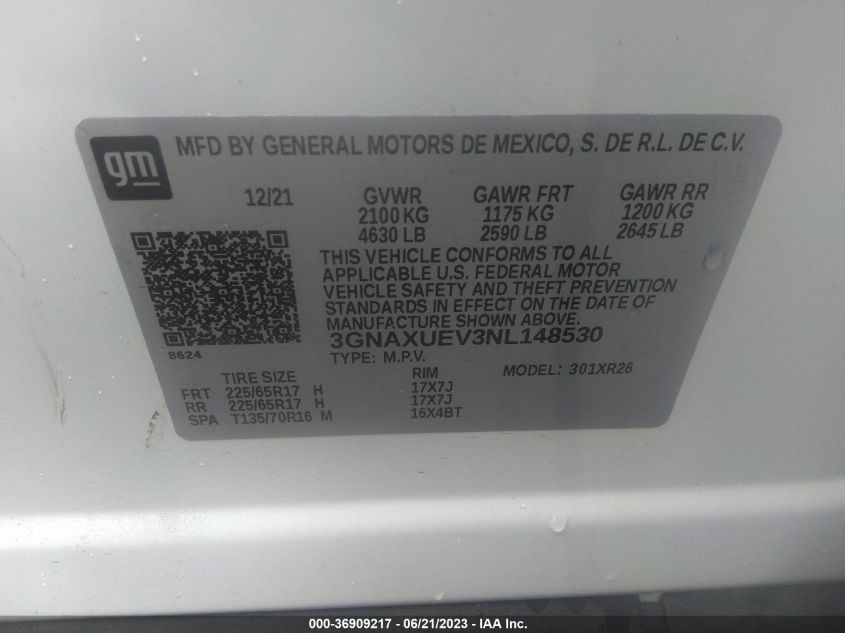 gm
MFD BY GENERAL MOTORS DE MEXICO, S. DE R.L. DE C.V.
12/21 GVWR GAWR FRT GAWR RR
2100 KG 1175 KG 1200 KG
4630 LB 2590 LB 2645 LB
THIS VEHICLE CONFORMS TO ALL
APPLICABLE U.S. FEDERAL MOTOR
VEHICLE SAFETY AND THEFT PREVENTION
STANDARDS IN EFFECT ON THE DATE OF
MANUFACTURE SHOWN ABOVE.
3GNAXUEV3NL148530
8624 TYPE: M.P.V. MODEL: 301XR26
TIRE SIZE RIM
FRT 225/65R17 H 17X7J
RR 225/65R17 H 17X7J
SPA T135/70R16 M 16X4BT
000-36909217 - 06/21/2023 - IAA Inc.